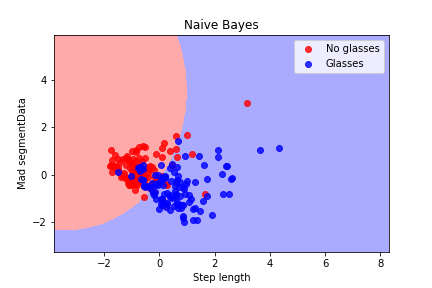 Naive Bayes
No glasses
Glasses
Mad segmentData
4
2
0
−2
−2
0
2
4
6
8
Step length